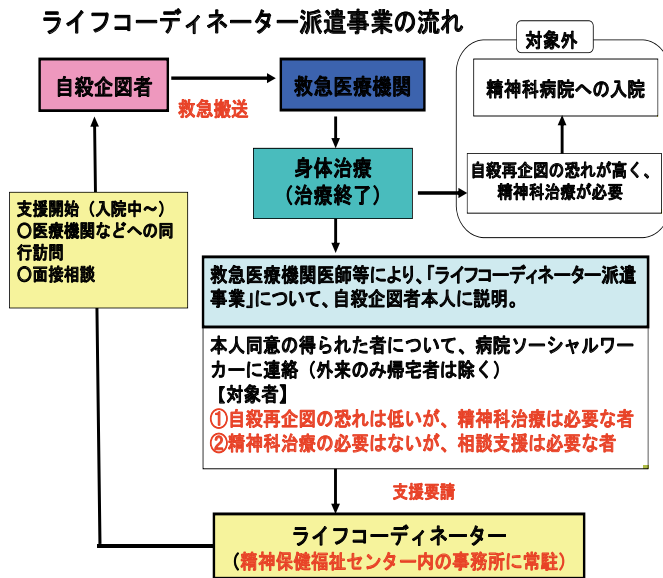 ライフコーディネーター派遣事業の流れ
対象外
自殺企図者
救急搬送
救急医療機関
精神科病院への入院
身体治療
（治療終了）
自殺再企図の恐れが高く、
精神科治療が必要
支援開始（入院中～）
〇医療機関などへの同
行訪問
〇面接相談
救急医療機関医師等により、「ライフコーディネーター派遣
事業」について、自殺企図者本人に説明。
本人同意の得られた者について、病院ソーシャルワー
カーに連絡（外来のみ帰宅者は除く）
【対象者】
①自殺再企図の恐れは低いが、精神科治療は必要な者
②精神科治療の必要はないが、相談支援は必要な者
支援要請
ライフコーディネーター
（精神保健福祉センター内の事務所に常駐）